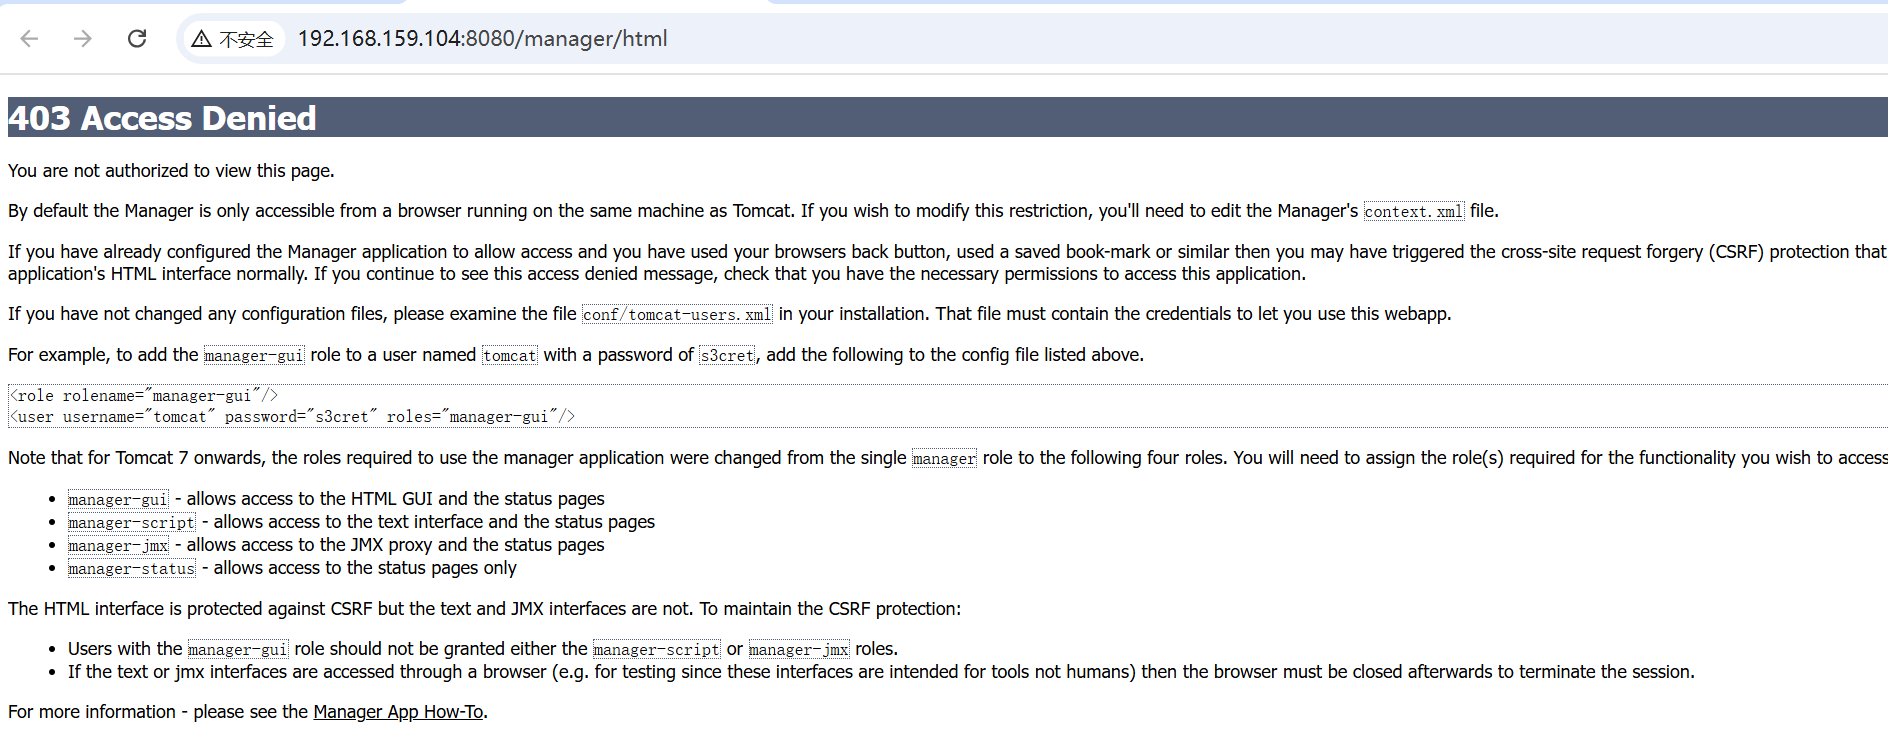 不安全 192.168.159.104:8080/manager/html
403 Access Denied
You are not authorized to view this page.
By default the Manager is only accessible from a browser running on the same machine as Tomcat. If you wish to modify this restriction, you'll need to edit the Manager's context.xml file.
If you have already configured the Manager application to allow access and you have used your browsers back button, used a saved book-mark or similar then you may have triggered the cross-site request forgery (CSRF) protection that
application's HTML interface normally. If you continue to see this access denied message, check that you have the necessary permissions to access this application.
If you have not changed any configuration files, please examine the file conf/tomcat-users.xml in your installation. That file must contain the credentials to let you use this webapp.
For example, to add the manager-gui role to a user named tomcat with a password of s3cret, add the following to the config file listed above.
<role rolename="manager-gui"/>
<user username="tomcat" password="s3cret" roles="manager-gui"/>
Note that for Tomcat 7 onwards, the roles required to use the manager application were changed from the single manager role to the following four roles. You will need to assign the role(s) required for the functionality you wish to access
• manager-gui - allows access to the HTML GUI and the status pages
• manager-script - allows access to the text interface and the status pages
• manager-jmx - allows access to the JMX proxy and the status pages
• manager-status - allows access to the status pages only
The HTML interface is protected against CSRF but the text and JMX interfaces are not. To maintain the CSRF protection:
• Users with the manager-gui role should not be granted either the manager-script or manager-jmx roles.
• If the text or jmx interfaces are accessed through a browser (e.g. for testing since these interfaces are intended for tools not humans) then the browser must be closed afterwards to terminate the session.
For more information - please see the Manager App How-To.